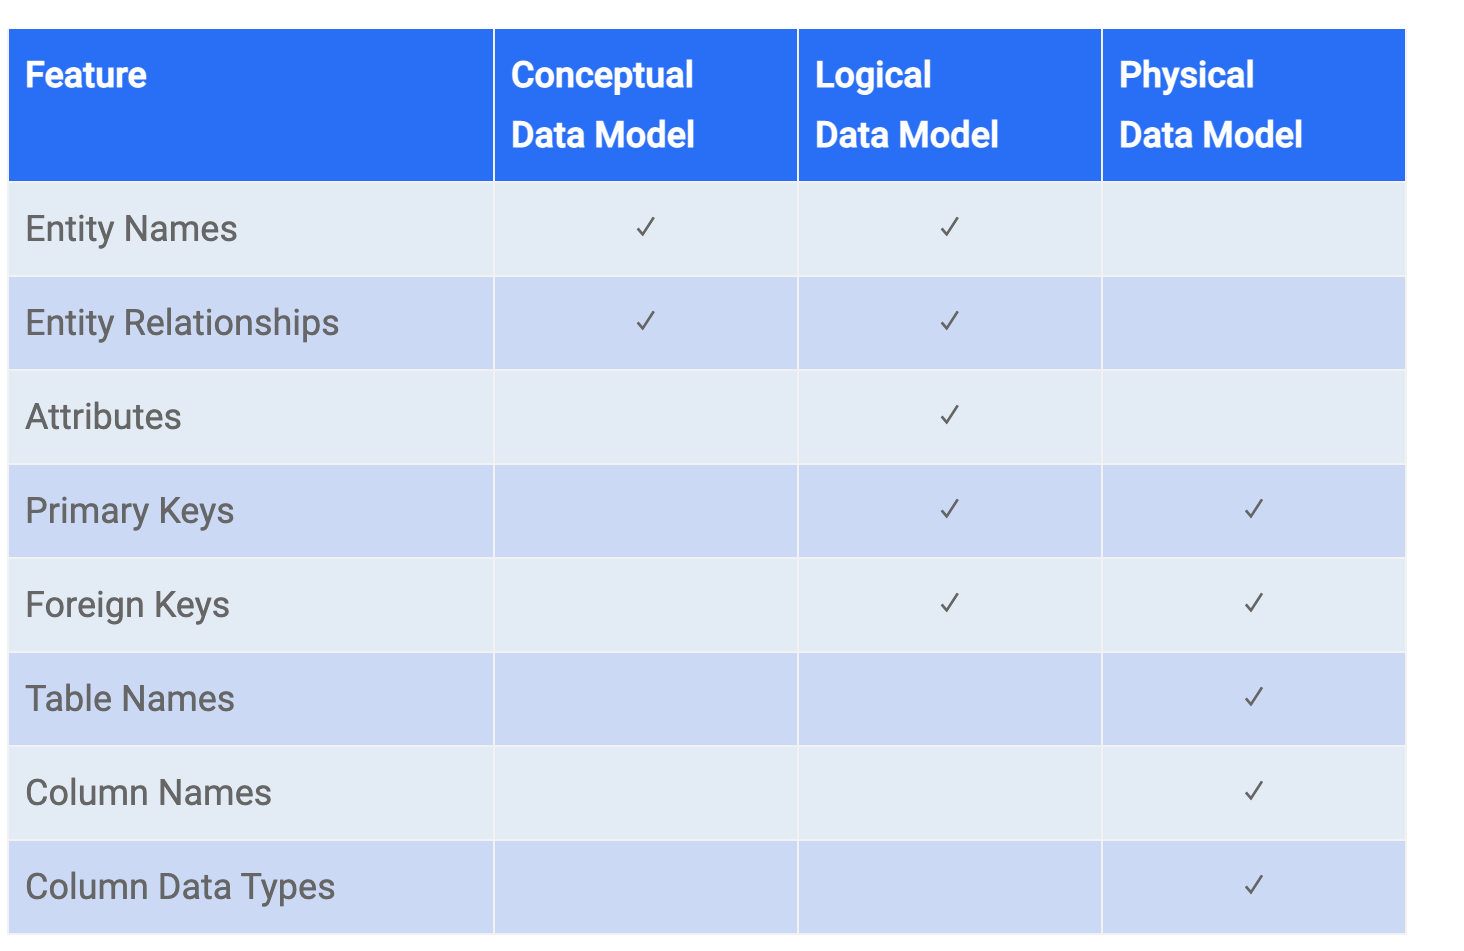 Feature Conceptual Data Model Logical Data Model Physical Data Model
Entity Names ✓ ✓
Entity Relationships ✓ ✓
Attributes ✓
Primary Keys ✓ ✓
Foreign Keys ✓ ✓
Table Names ✓
Column Names ✓
Column Data Types ✓